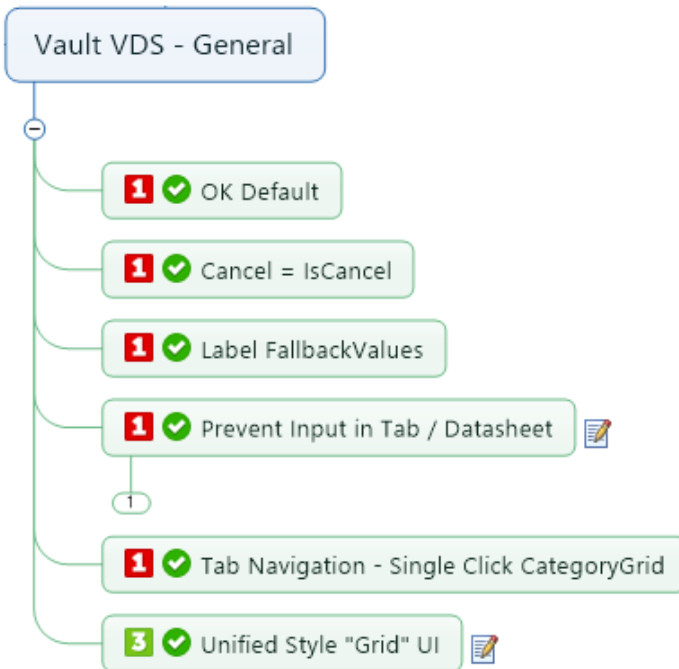 Vault VDS - General
1 OK Default
1 Cancel = IsCancel
1 Label FallbackValues
1 Prevent Input in Tab / Datasheet
1
1 Tab Navigation - Single Click CategoryGrid
3 Unified Style "Grid" UI